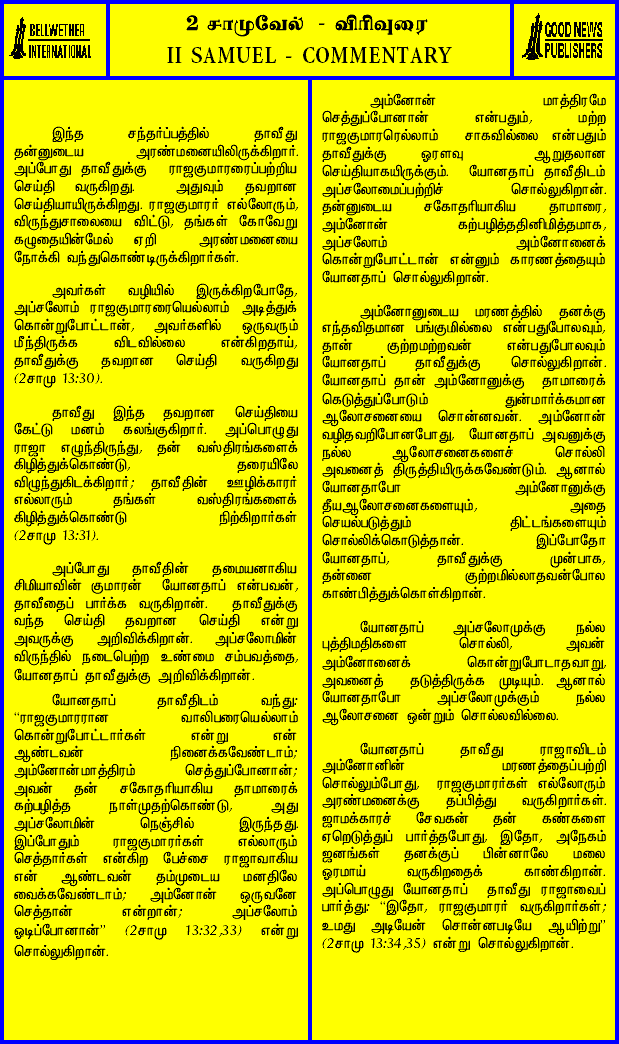 BELLWETHER
INTERNATIONAL
2 சாமுவேல் - விரிவுரை
II SAMUEL - COMMENTARY
GOOD NEWS
PUBLISHERS
இந்த சந்தர்ப்பத்தில் தாவீது
தன்னுடைய அரண்மனையிலிருக்கிறார்.
அப்போது தாவீதுக்கு ராஜகுமாரரைப்பற்றிய
செய்தி வருகிறது. அதுவும் தவறான
செய்தியாயிருக்கிறது. ராஜகுமாரர் எல்லோரும்,
விருந்துசாலையை விட்டு, தங்கள் கோவேறு
கழுதையின்மேல் ஏறி அரண்மனையை
நோக்கி வந்துகொண்டிருக்கிறார்கள்.
அவர்கள் வழியில் இருக்கிறபோதே,
அப்சலோம் ராஜகுமாரரையெல்லாம் அடித்துக்
கொன்றுபோட்டான், அவர்களில் ஒருவரும்
மீந்திருக்க விடவில்லை என்கிறதாய்,
தாவீதுக்கு தவறான செய்தி வருகிறது
(2சாமு 13:30).
தாவீது இந்த தவறான செய்தியை
கேட்டு மனம் கலங்குகிறார். அப்பொழுது
ராஜா எழுந்திருந்து, தன் வஸ்திரங்களைக்
கிழித்துக்கொண்டு, தரையிலே
விழுந்துகிடக்கிறார்; தாவீதின் ஊழிக்காரர்
எல்லாரும் தங்கள் வஸ்திரங்களைக்
கிழித்துக்கொண்டு நிற்கிறார்கள்
(2சாமு 13:31).
அப்போது தாவீதின் தமையனாகிய
சிமியாவின் குமாரன் யோனதாப் என்பவன்,
தாவீதைப் பார்க்க வருகிறான். தாவீதுக்கு
வந்த செய்தி தவறான செய்தி என்று
அவருக்கு அறிவிக்கிறான். அப்சலோமின்
விருந்தில் நடைபெற்ற உண்மை சம்பவத்தை,
யோனதாப் தாவீதுக்கு அறிவிக்கிறான்.
யோனதாப் தாவீதிடம் வந்து:
“ராஜகுமாரரான வாலிபரையெல்லாம்
கொன்றுபோட்டார்கள் என்று என்
ஆண்டவன் நினைக்கவேண்டாம்;
அம்னோன்மாத்திரம் செத்துப்போனான்;
அவன் தன் சகோதரியாகிய தாமாரைக்
கற்பழித்த நாள்முதற்கொண்டு, அது
அப்சலோமின் நெஞ்சில் இருந்தது.
இப்போதும் ராஜகுமாரர்கள் எல்லாரும்
செத்தார்கள் என்கிற பேச்சை ராஜாவாகிய
என் ஆண்டவன் தம்முடைய மனதிலே
வைக்கவேண்டாம்; அம்னோன் ஒருவனே
செத்தான் என்றான்; அப்சலோம்
ஓடிப்போனான்” (2சாமு 13:32,33) என்று
சொல்லுகிறான்.
அம்னோன் மாத்திரமே
செத்துப்போனான் என்பதும், மற்ற
ராஜகுமாரரெல்லாம் சாகவில்லை என்பதும்
தாவீதுக்கு ஓரளவு ஆறுதலான
செய்தியாகயிருக்கும். யோனதாப் தாவீதிடம்
அப்சலோமைப்பற்றிச் சொல்லுகிறான்.
தன்னுடைய சகோதரியாகிய தாமாரை,
அம்னோன் கற்பழித்ததினிமித்தமாக,
அப்சலோம் அம்னோனைக்
கொன்றுபோட்டான் என்னும் காரணத்தையும்
யோனதாப் சொல்லுகிறான்.
அம்னோனுடைய மரணத்தில் தனக்கு
எந்தவிதமான பங்குமில்லை என்பதுபோலவும்,
தான் குற்றமற்றவன் என்பதுபோலவும்
யோனதாப் தாவீதுக்கு சொல்லுகிறான்.
யோனதாப் தான் அம்னோனுக்கு தாமாரைக்
கெடுத்துப்போடும் துன்மார்க்கமான
ஆலோசனையை சொன்னவன். அம்னோன்
வழிதவறிபோனபோது, யோனதாப் அவனுக்கு
நல்ல ஆலோசனைகளைச் சொல்லி
அவனைத் திருத்தியிருக்கவேண்டும். ஆனால்
யோனதாபோ அம்னோனுக்கு
தீயஆலோசனைகளையும், அதை
செயல்படுத்தும் திட்டங்களையும்
சொல்லிக்கொடுத்தான். இப்போதோ
யோனதாப், தாவீதுக்கு முன்பாக,
தன்னை குற்றமில்லாதவன்போல
காண்பித்துக்கொள்கிறான்.
யோனதாப் அப்சலோமுக்கு நல்ல
புத்திமதிகளை சொல்லி, அவன்
அம்னோனைக் கொன்றுபோடாதவாறு,
அவனைத் தடுத்திருக்க முடியும். ஆனால்
யோனதாபோ அப்சலோமுக்கும் நல்ல
ஆலோசனை ஒன்றும் சொல்லவில்லை.
யோனதாப் தாவீது ராஜாவிடம்
அம்னோனின் மரணத்தைப்பற்றி
சொல்லும்போது, ராஜகுமாரர்கள் எல்லோரும்
அரண்மனைக்கு தப்பித்து வருகிறார்கள்.
ஜாமக்காரச் சேவகன் தன் கண்களை
ஏறெடுத்துப் பார்த்தபோது, இதோ, அநேகம்
ஜனங்கள் தனக்குப் பின்னாலே மலை
ஓரமாய் வருகிறதைக் காண்கிறான்.
அப்பொழுது யோனதாப் தாவீது ராஜாவைப்
பார்த்து: “இதோ, ராஜகுமாரர் வருகிறார்கள்;
உமது அடியேன் சொன்னபடியே ஆயிற்று”
(2சாமு 13:34,35) என்று சொல்லுகிறான்.